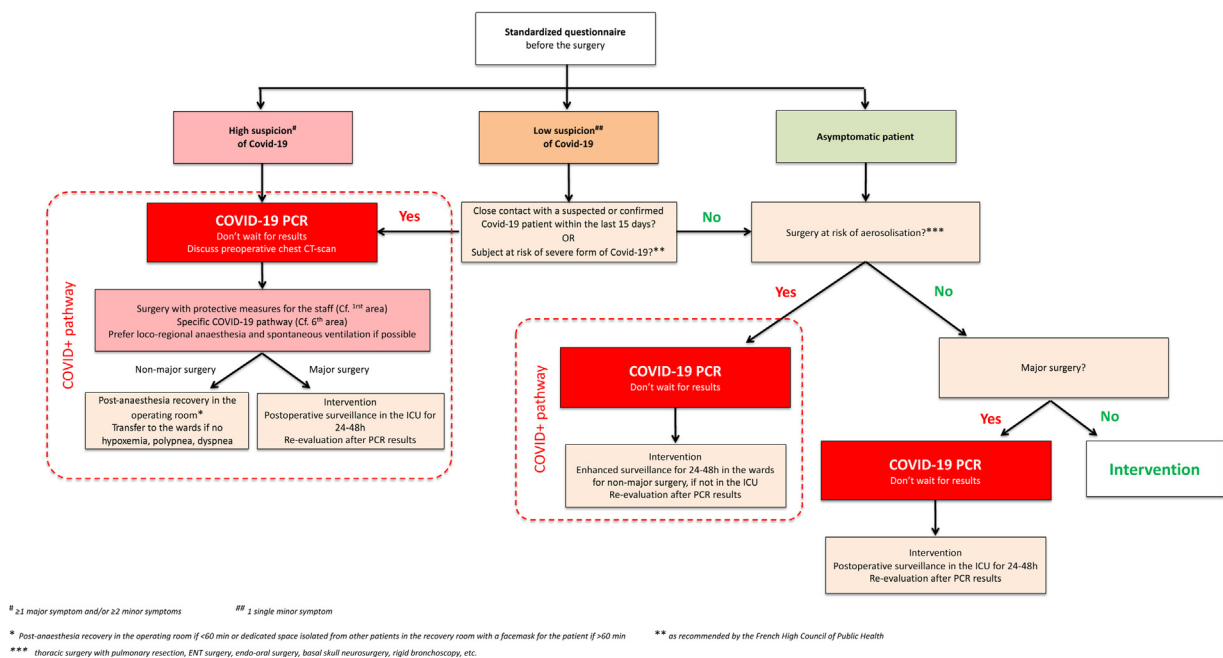 Standardized questionnaire
before the surgery
High suspicion#
of Covid-19
Low suspicion##
of Covid-19
Asymptomatic patient
COVID-19 PCR
Don't wait for results
Discuss preoperative chest CT-scan
Yes
Close contact with a suspected or confirmed
Covid-19 patient within the last 15 days?
OR
Subject at risk of severe form of Covid-19?**
No
Surgery at risk of aerosolisation?***
COVID+ pathway
Surgery with protective measures for the staff (Cf. 1rst area)
Specific COVID-19 pathway (Cf. 6th area)
Prefer loco-regional anaesthesia and spontaneous ventilation if possible
Non-major surgery
Major surgery
Post-anaesthesia recovery in the
operating room*
Transfer to the wards if no
hypoxemia, polypnea, dyspnea
Intervention
Postoperative surveillance in the ICU for
24-48h
Re-evaluation after PCR results
Yes
No
COVID+ pathway
COVID-19 PCR
Don't wait for results
Intervention
Enhanced surveillance for 24-48h in the wards
for non-major surgery, if not in the ICU
Re-evaluation after PCR results
Major surgery?
Yes
No
COVID-19 PCR
Don't wait for results
Intervention
Intervention
Postoperative surveillance in the ICU for 24-48h
Re-evaluation after PCR results
# ≥1 major symptom and/or ≥2 minor symptoms
## 1 single minor symptom
* Post-anaesthesia recovery in the operating room if <60 min or dedicated space isolated from other patients in the recovery room with a facemask for the patient if >60 min
** as recommended by the French High Council of Public Health
*** thoracic surgery with pulmonary resection, ENT surgery, endo-oral surgery, basal skull neurosurgery, rigid bronchoscopy, etc.